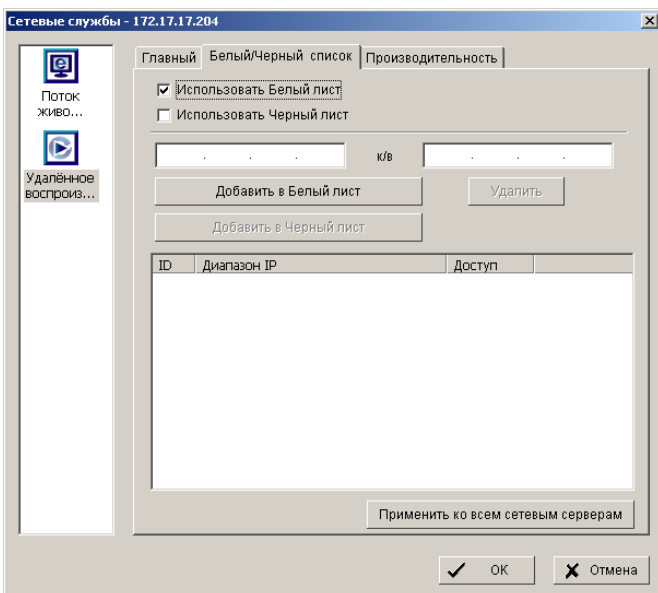 Сетевые службы - 172.17.17.204
Главный
Белый/Черный список
Производительность
Поток
живо...
Удалённое
воспроиз...
Использовать Белый лист
Использовать Черный лист
. . . к/в . . .
Добавить в Белый лист
Удалить
Добавить в Черный лист
ID Диапазон IP Доступ
Применить ко всем сетевым серверам
OK
Отмена